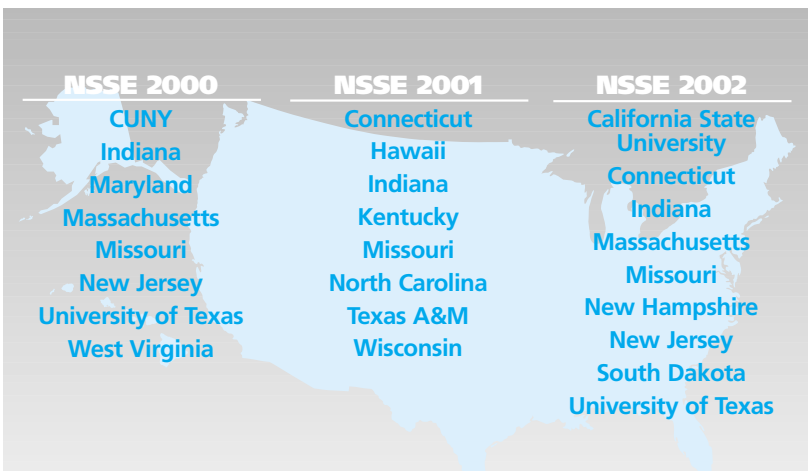 NSSE 2000
CUNY
Indiana
Maryland
Massachusetts
Missouri
New Jersey
University of Texas
West Virginia
NSSE 2001
Connecticut
Hawaii
Indiana
Kentucky
Missouri
North Carolina
Texas A&M
Wisconsin
NSSE 2002
California State
University
Connecticut
Indiana
Massachusetts
Missouri
New Hampshire
New Jersey
South Dakota
University of Texas